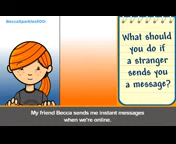 BeccaSparkles100:
What should
you do if
a stranger
sends you
a message?
My friend Becca sends me instant messages
when we're online.